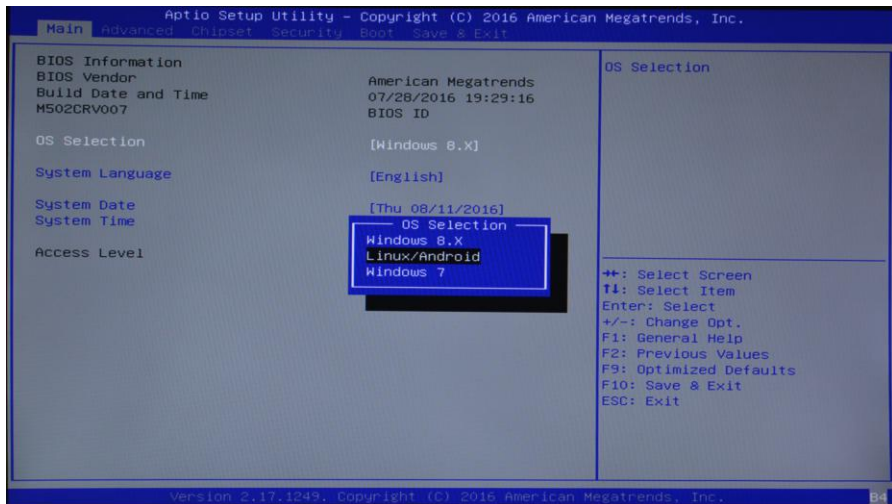 Aptio Setup Utility – Copyright (C) 2016 American Megatrends, Inc.
Main Advanced Chipset Security Boot Save & Exit
BIOS Information
BIOS Vendor American Megatrends
Build Date and Time 07/28/2016 19:29:16
M502CRV007 BIOS ID
OS Selection [Windows 8.X]
System Language [English]
System Date [Thu 08/11/2016]
System Time
Access Level
OS Selection
Windows 8.X
Linux/Android
Windows 7
OS Selection
→←: Select Screen
↑↓: Select Item
Enter: Select
+/-: Change Opt.
F1: General Help
F2: Previous Values
F9: Optimized Defaults
F10: Save & Exit
ESC: Exit
Version 2.17.1249. Copyright (C) 2016 American Megatrends, Inc.
B4